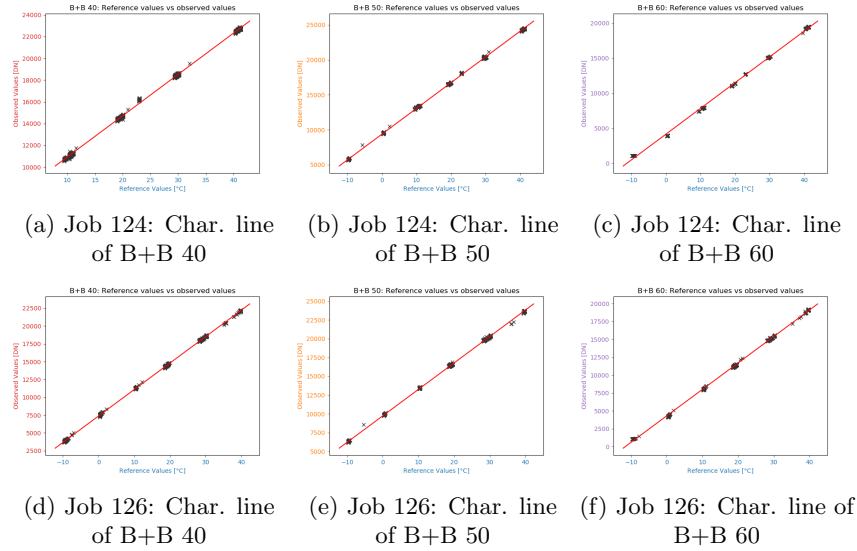 B+B 40: Reference values vs observed values
24000
22000
20000
18000
16000
14000
12000
10000
Observed Values [DN]
10
15
20
25
30
35
40
Reference Values [°C]
(a) Job 124: Char. line
of B+B 40
B+B 50: Reference values vs observed values
25000
20000
15000
10000
5000
Observed Values [DN]
−10
0
10
20
30
40
Reference Values [°C]
(b) Job 124: Char. line
of B+B 50
B+B 60: Reference values vs observed values
20000
15000
10000
5000
0
Observed Values [DN]
−10
0
10
20
30
40
Reference Values [°C]
(c) Job 124: Char. line
of B+B 60
B+B 40: Reference values vs observed values
22500
20000
17500
15000
12500
10000
7500
5000
2500
Observed Values [DN]
−10
0
10
20
30
40
Reference Values [°C]
(d) Job 126: Char. line
of B+B 40
B+B 50: Reference values vs observed values
25000
22500
20000
17500
15000
12500
10000
7500
5000
Observed Values [DN]
−10
0
10
20
30
40
Reference Values [°C]
(e) Job 126: Char. line
of B+B 50
B+B 60: Reference values vs observed values
20000
17500
15000
12500
10000
7500
5000
2500
0
Observed Values [DN]
−10
0
10
20
30
40
Reference Values [°C]
(f) Job 126: Char. line of
B+B 60